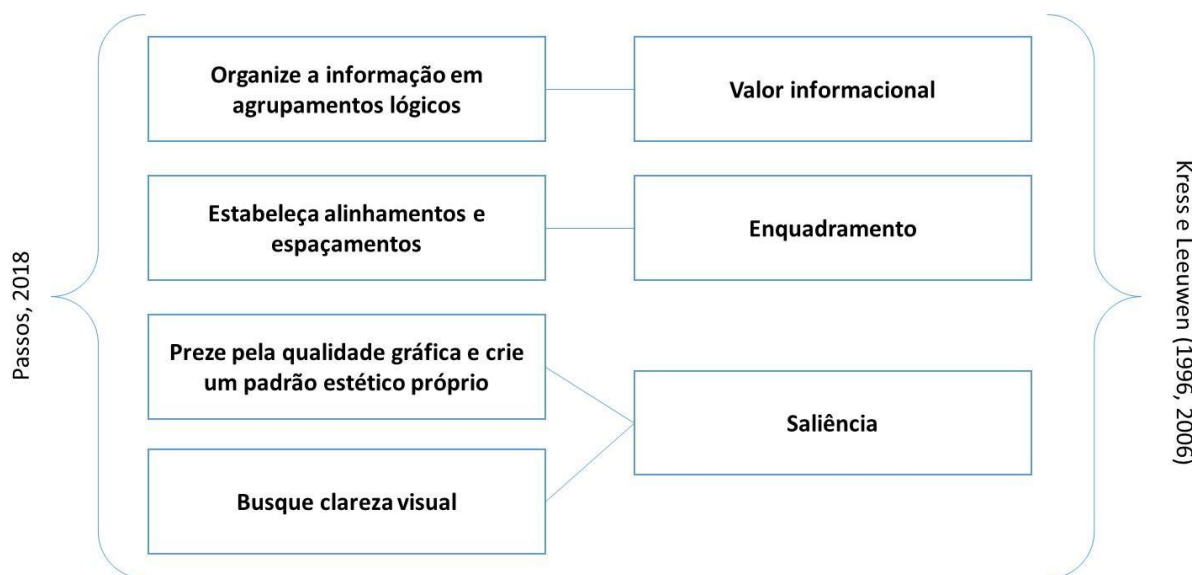 Passos, 2018
Organize a informação em
agrupamentos lógicos
Valor informacional
Estabeleça alinhamentos e
espaçamentos
Enquadramento
Preze pela qualidade gráfica e crie
um padrão estético próprio
Busque clareza visual
Saliência
Kress e Leeuwen (1996, 2006)